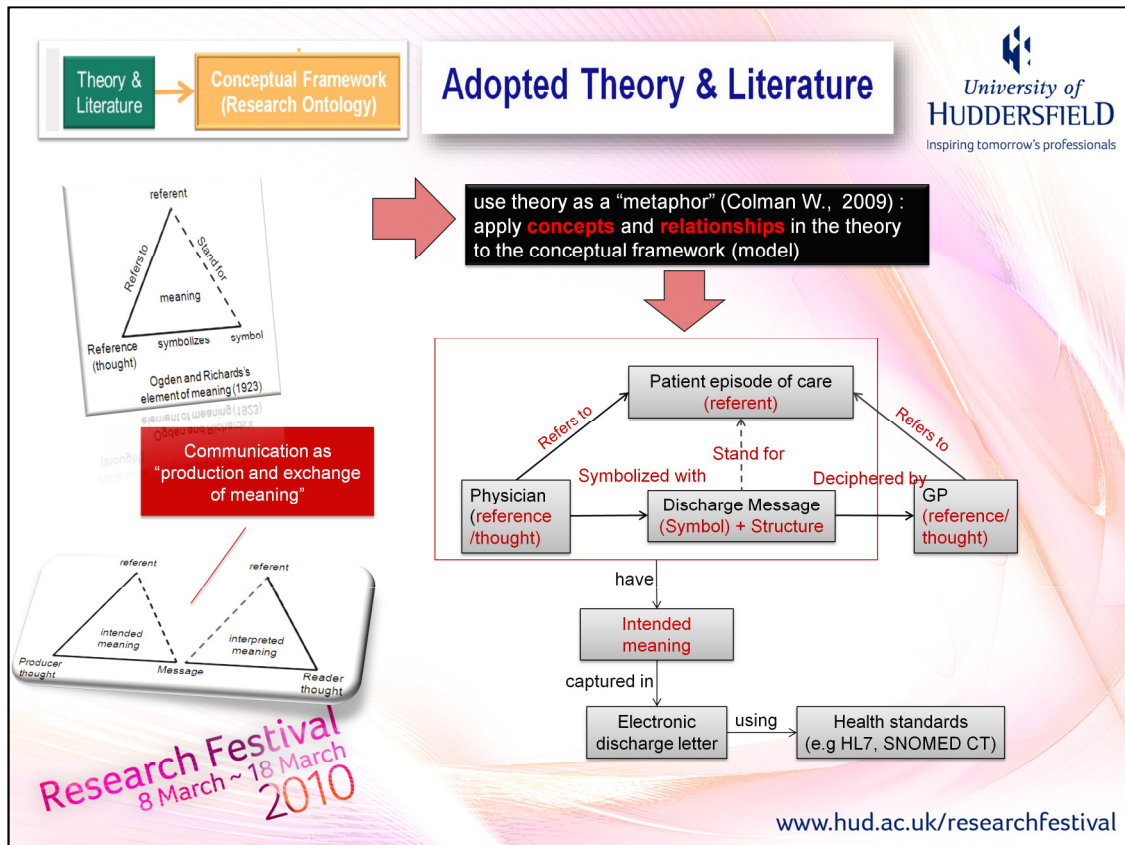 Theory &
Literature
Conceptual Framework
(Research Ontology)
Adopted Theory & Literature
University of
HUDDERSFIELD
Inspiring tomorrow's professionals
referent
Refers to
Stand for
meaning
Reference
(thought)
symbolizes
symbol
Ogden and Richards's
element of meaning (1923)
use theory as a “metaphor” (Colman W., 2009) :
apply concepts and relationships in the theory
to the conceptual framework (model)
Communication as
“production and exchange
of meaning”
Patient episode of care
(referent)
Refers to
Refers to
Stand for
Symbolized with
Deciphered by
Physician
(reference
/thought)
Discharge Message
(Symbol) + Structure
GP
(reference/
thought)
have
Intended
meaning
captured in
Electronic
discharge letter
using
Health standards
(e.g HL7, SNOMED CT)
referent
referent
intended
meaning
interpreted
meaning
Producer
thought
Message
Reader
thought
Research Festival
8 March ~ 18 March
2010
www.hud.ac.uk/researchfestival